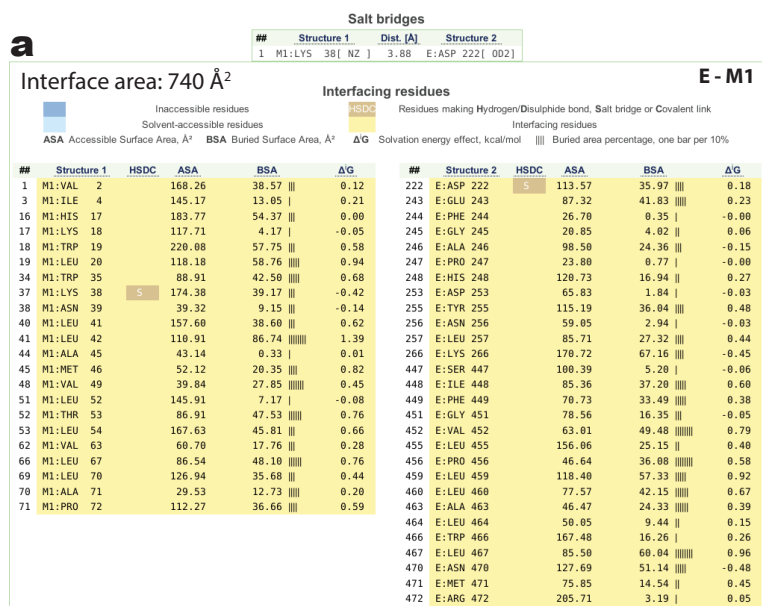 Salt bridges
a
## Structure 1 Dist. [Å] Structure 2
1 M1:LYS 38[ NZ ] 3.88 E:ASP 222[ OD2]
Interface area: 740 Å²
E - M1
Interfacing residues
Inaccessible residues HSDC Residues making Hydrogen/Disulphide bond, Salt bridge or Covalent link
Solvent-accessible residues Interfacing residues
ASA Accessible Surface Area, Å² BSA Buried Surface Area, Å² ΔⁱG Solvation energy effect, kcal/mol |||| Buried area percentage, one bar per 10%
## Structure 1 HSDC ASA BSA ΔⁱG
1 M1:VAL 2 168.26 38.57 ||| 0.12
3 M1:ILE 4 145.17 13.05 | 0.21
16 M1:HIS 17 183.77 54.37 ||| 0.00
17 M1:LYS 18 117.71 4.17 | -0.05
18 M1:TRP 19 220.08 57.75 ||| 0.58
19 M1:LEU 20 118.18 58.76 ||||| 0.94
34 M1:TRP 35 88.91 42.50 ||||| 0.68
37 M1:LYS 38 S 174.38 39.17 ||| -0.42
38 M1:ASN 39 39.32 9.15 ||| -0.14
40 M1:LEU 41 157.60 38.60 ||| 0.62
41 M1:LEU 42 110.91 86.74 |||||||| 1.39
44 M1:ALA 45 43.14 0.33 | 0.01
45 M1:MET 46 52.12 20.35 |||| 0.82
48 M1:VAL 49 39.84 27.85 ||||||| 0.45
51 M1:LEU 52 145.91 7.17 | -0.08
52 M1:THR 53 86.91 47.53 |||||| 0.76
53 M1:LEU 54 167.63 45.81 ||| 0.66
62 M1:VAL 63 60.70 17.76 ||| 0.28
66 M1:LEU 67 86.54 48.10 |||||| 0.76
69 M1:LEU 70 126.94 35.68 ||| 0.44
70 M1:ALA 71 29.53 12.73 ||||| 0.20
71 M1:PRO 72 112.27 36.66 |||| 0.59
## Structure 2 HSDC ASA BSA ΔⁱG
222 E:ASP 222 S 113.57 35.97 |||| 0.18
243 E:GLU 243 87.32 41.83 ||||| 0.23
244 E:PHE 244 26.70 0.35 | -0.00
245 E:GLY 245 20.85 4.02 || 0.06
246 E:ALA 246 98.50 24.36 ||| -0.15
247 E:PRO 247 23.80 0.77 | -0.00
248 E:HIS 248 120.73 16.94 || 0.27
253 E:ASP 253 65.83 1.84 | -0.03
255 E:TYR 255 115.19 36.04 |||| 0.48
256 E:ASN 256 59.05 2.94 | -0.03
257 E:LEU 257 85.71 27.32 |||| 0.44
266 E:LYS 266 170.72 67.16 |||| -0.45
447 E:SER 447 100.39 5.20 | -0.06
448 E:ILE 448 85.36 37.20 ||||| 0.60
449 E:PHE 449 70.73 33.49 ||||| 0.38
451 E:GLY 451 78.56 16.35 ||| -0.05
452 E:VAL 452 63.01 49.48 |||||||| 0.79
455 E:LEU 455 156.06 25.15 || 0.40
456 E:PRO 456 46.64 36.08 |||||||| 0.58
459 E:LEU 459 118.40 57.33 ||||| 0.92
460 E:LEU 460 77.57 42.15 |||||| 0.67
463 E:ALA 463 46.47 24.33 |||||| 0.39
464 E:LEU 464 50.05 9.44 || 0.15
466 E:TRP 466 167.48 16.26 | 0.26
467 E:LEU 467 85.50 60.04 |||||||| 0.96
470 E:ASN 470 127.69 51.14 ||||| -0.48
471 E:MET 471 75.85 14.54 || 0.45
472 E:ARG 472 205.71 3.19 | 0.05